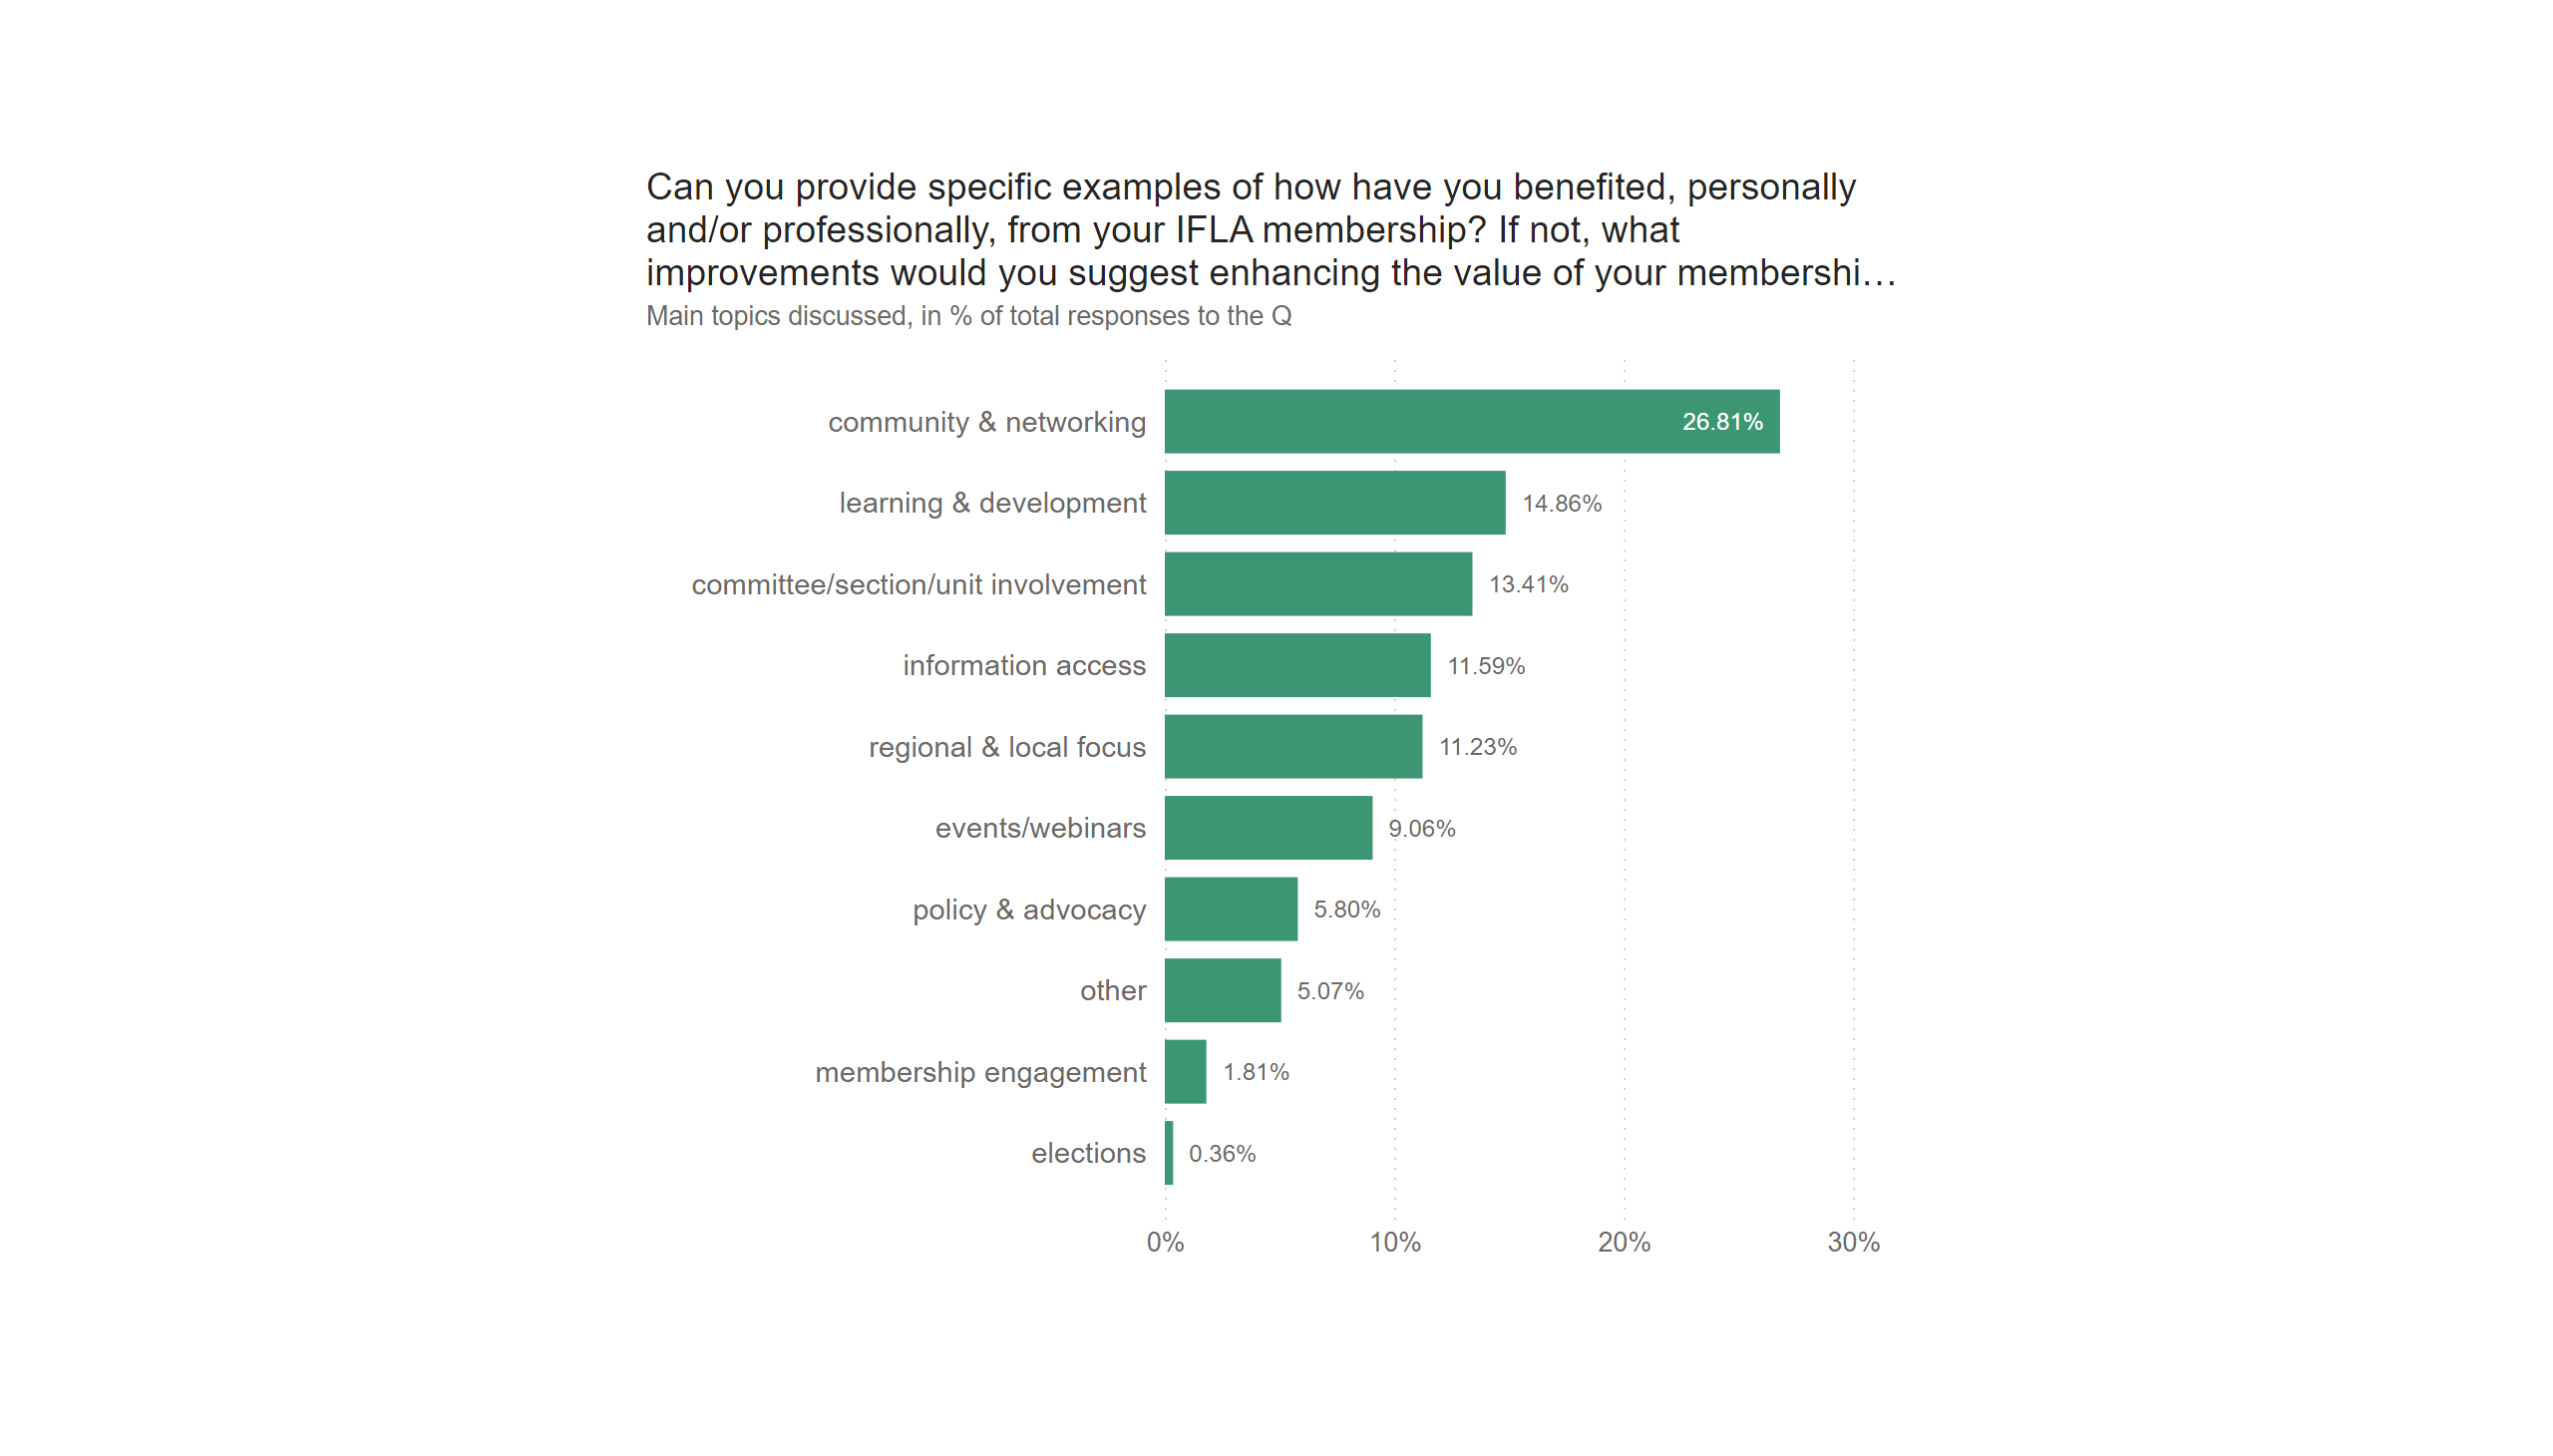 Can you provide specific examples of how have you benefited, personally
and/or professionally, from your IFLA membership? If not, what
improvements would you suggest enhancing the value of your membershi…
Main topics discussed, in % of total responses to the Q
community & networking 26.81%
learning & development 14.86%
committee/section/unit involvement 13.41%
information access 11.59%
regional & local focus 11.23%
events/webinars 9.06%
policy & advocacy 5.80%
other 5.07%
membership engagement 1.81%
elections 0.36%
0% 10% 20% 30%